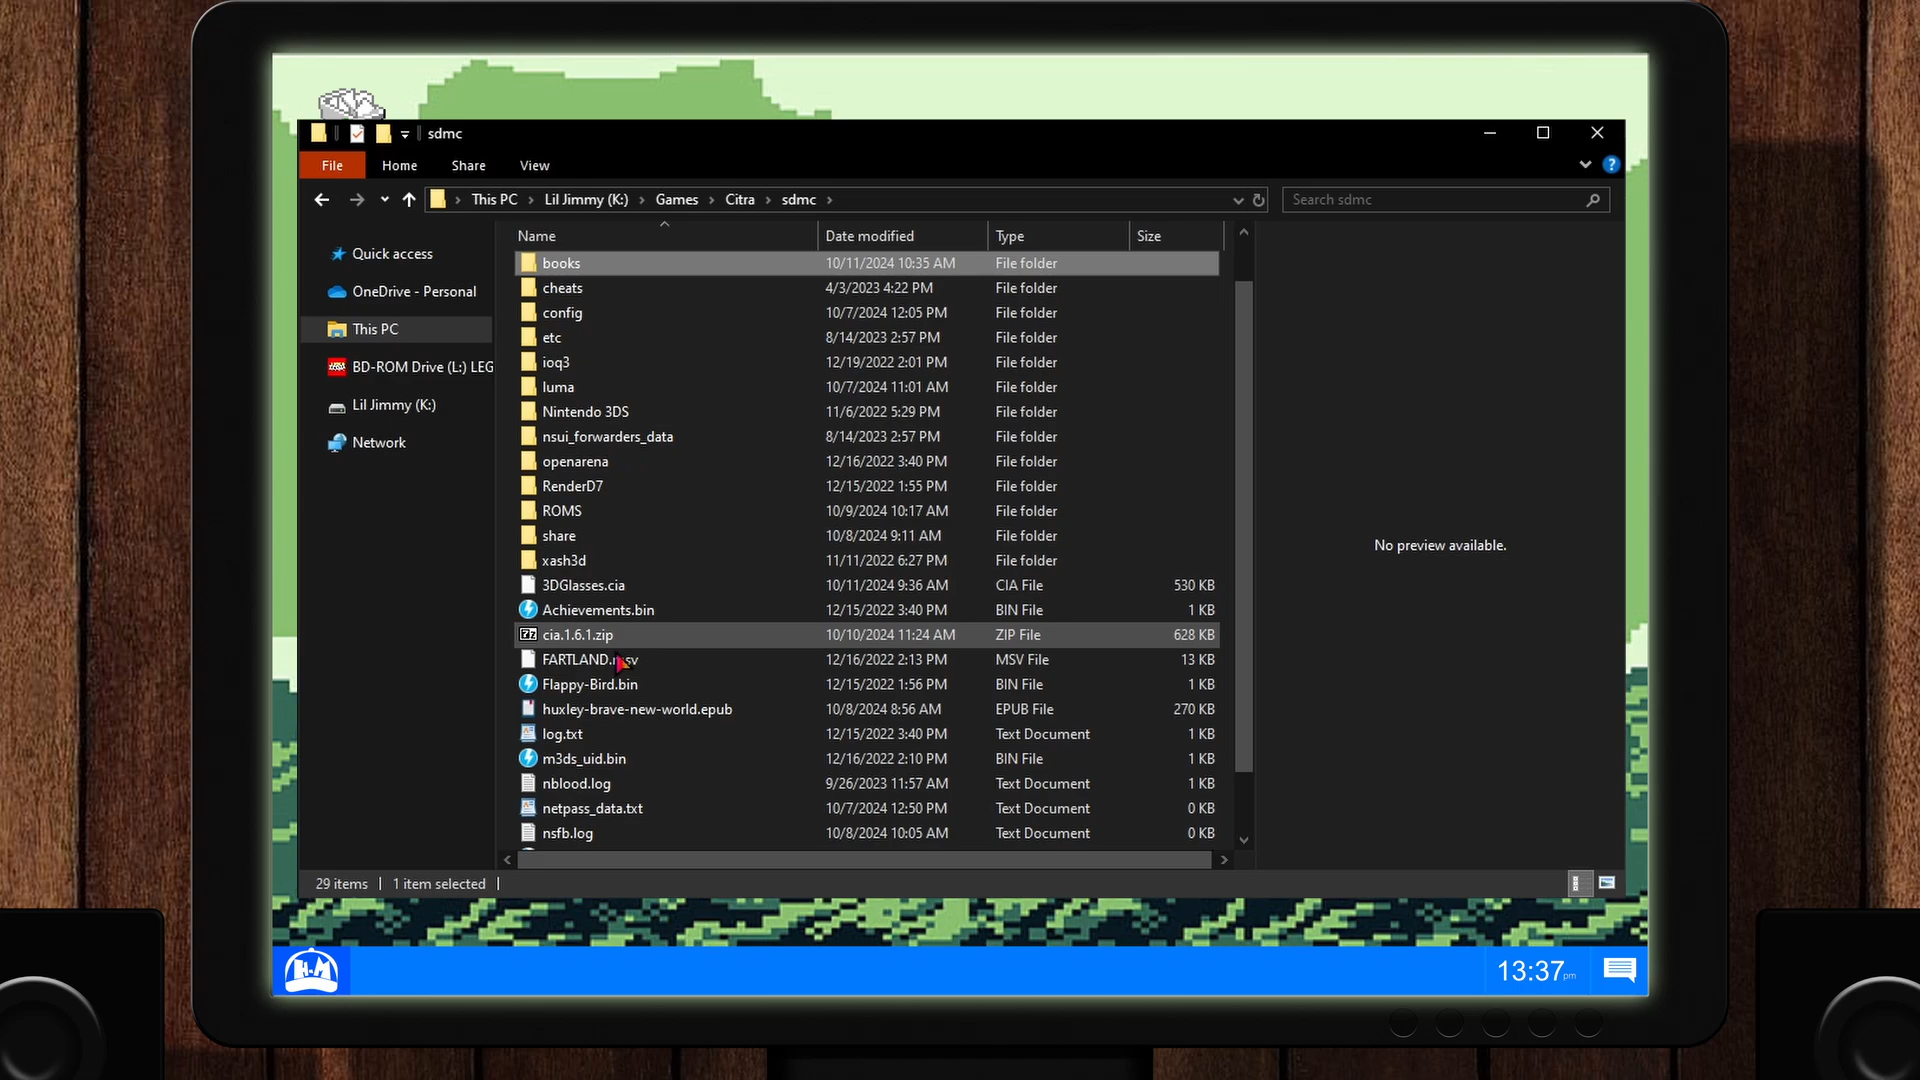 sdmc
File Home Share View
This PC > Lil Jimmy (K:) > Games > Citra > sdmc >
Search sdmc
Quick access
OneDrive - Personal
This PC
BD-ROM Drive (L:) LEG
Lil Jimmy (K:)
Network
Name Date modified Type Size
books 10/11/2024 10:35 AM File folder
cheats 4/3/2023 4:22 PM File folder
config 10/7/2024 12:05 PM File folder
etc 8/14/2023 2:57 PM File folder
ioq3 12/19/2022 2:01 PM File folder
luma 10/7/2024 11:01 AM File folder
Nintendo 3DS 11/6/2022 5:29 PM File folder
nsui_forwarders_data 8/14/2023 2:57 PM File folder
openarena 12/16/2022 3:40 PM File folder
RenderD7 12/15/2022 1:55 PM File folder
ROMS 10/9/2024 10:17 AM File folder
share 10/8/2024 9:11 AM File folder
xash3d 11/11/2022 6:27 PM File folder
3DGlasses.cia 10/11/2024 9:36 AM CIA File 530 KB
Achievements.bin 12/15/2022 3:40 PM BIN File 1 KB
cia.1.6.1.zip 10/10/2024 11:24 AM ZIP File 628 KB
FARTLAND.msv 12/16/2022 2:13 PM MSV File 13 KB
Flappy-Bird.bin 12/15/2022 1:56 PM BIN File 1 KB
huxley-brave-new-world.epub 10/8/2024 8:56 AM EPUB File 270 KB
log.txt 12/15/2022 3:40 PM Text Document 1 KB
m3ds_uid.bin 12/16/2022 2:10 PM BIN File 1 KB
nblood.log 9/26/2023 11:57 AM Text Document 1 KB
netpass_data.txt 10/7/2024 12:50 PM Text Document 0 KB
nsfb.log 10/8/2024 10:05 AM Text Document 0 KB
No preview available.
29 items 1 item selected
H.M
13:37 pm